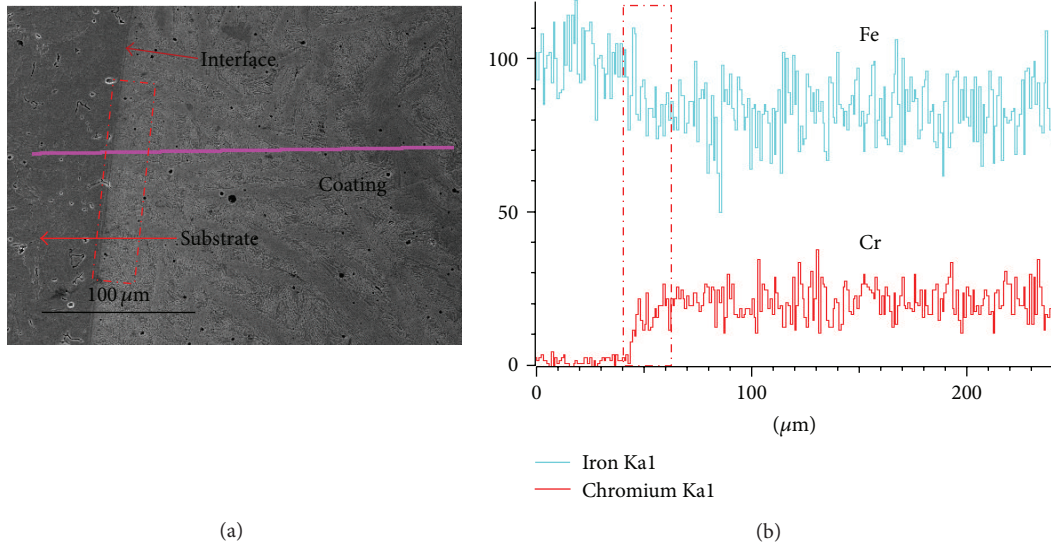 Interface
Coating
Substrate
100 μm
(a)
Fe
100
50
Cr
0
0
100
200
(μm)
Iron Ka1
Chromium Ka1
(b)